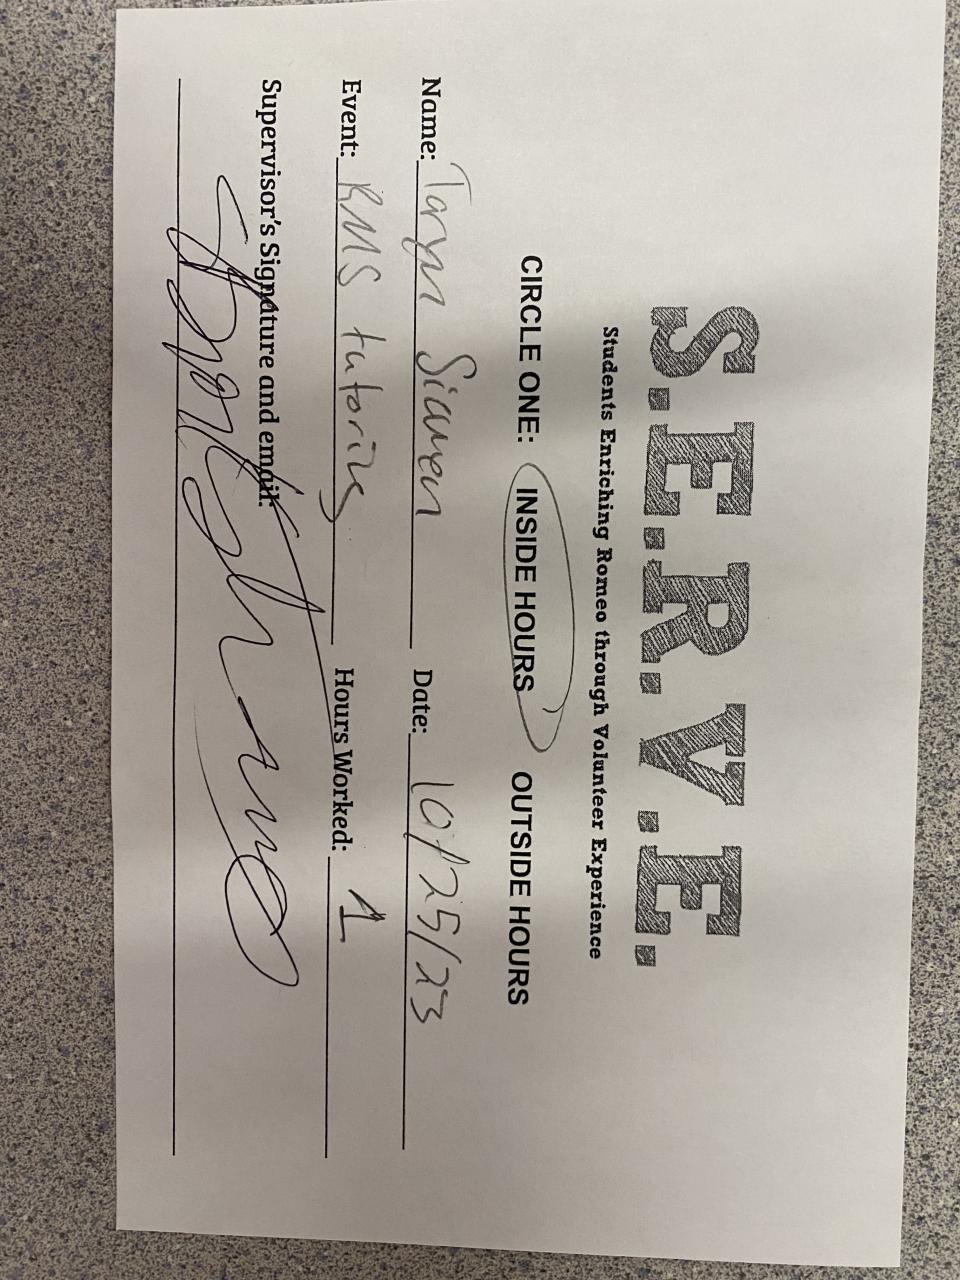 S.E.R.V.E.
Students Enriching Romeo through Volunteer Experience
CIRCLE ONE: INSIDE HOURS OUTSIDE HOURS
Name: Taryn Date: 10/25/23
Event: RMS tutoring Hours Worked: 1
Supervisor's Signature and email: